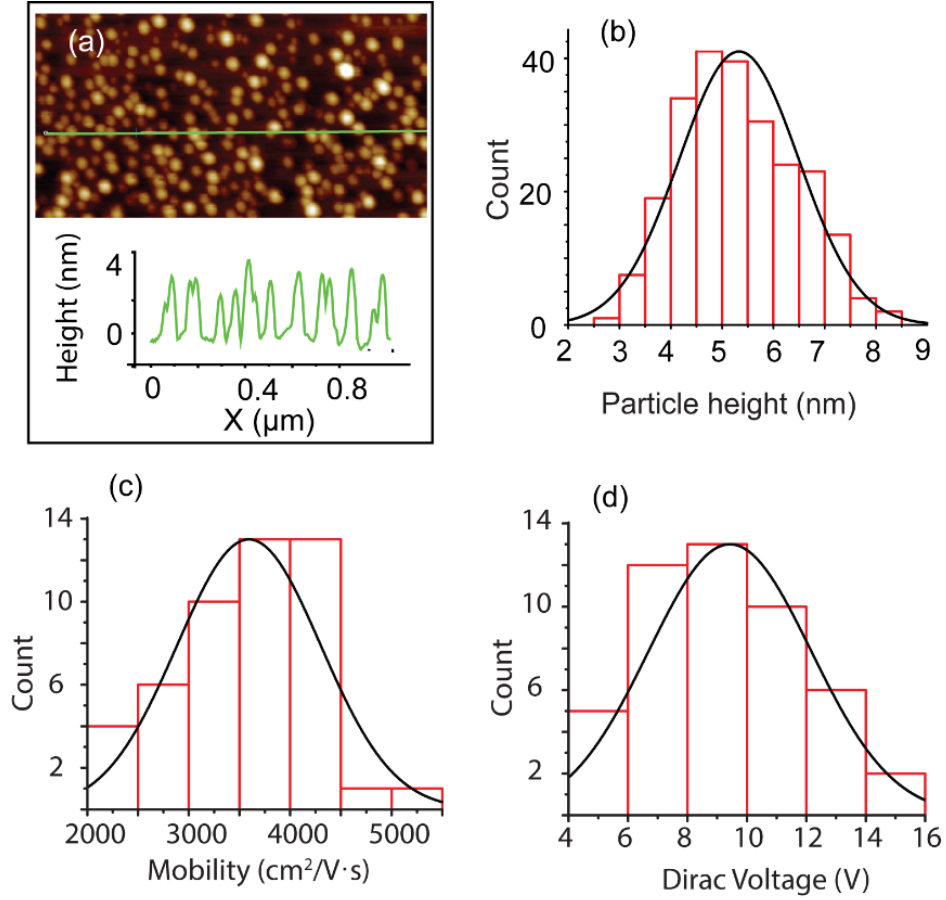 (a)
Height (nm)
4
0
0 0.4 0.8
X (μm)
(b)
Count
40
20
0
2 3 4 5 6 7 8 9
Particle height (nm)
(c)
Count
14
10
6
2
2000 3000 4000 5000
Mobility (cm²/V·s)
(d)
Count
14
10
6
2
4 6 8 10 12 14 16
Dirac Voltage (V)